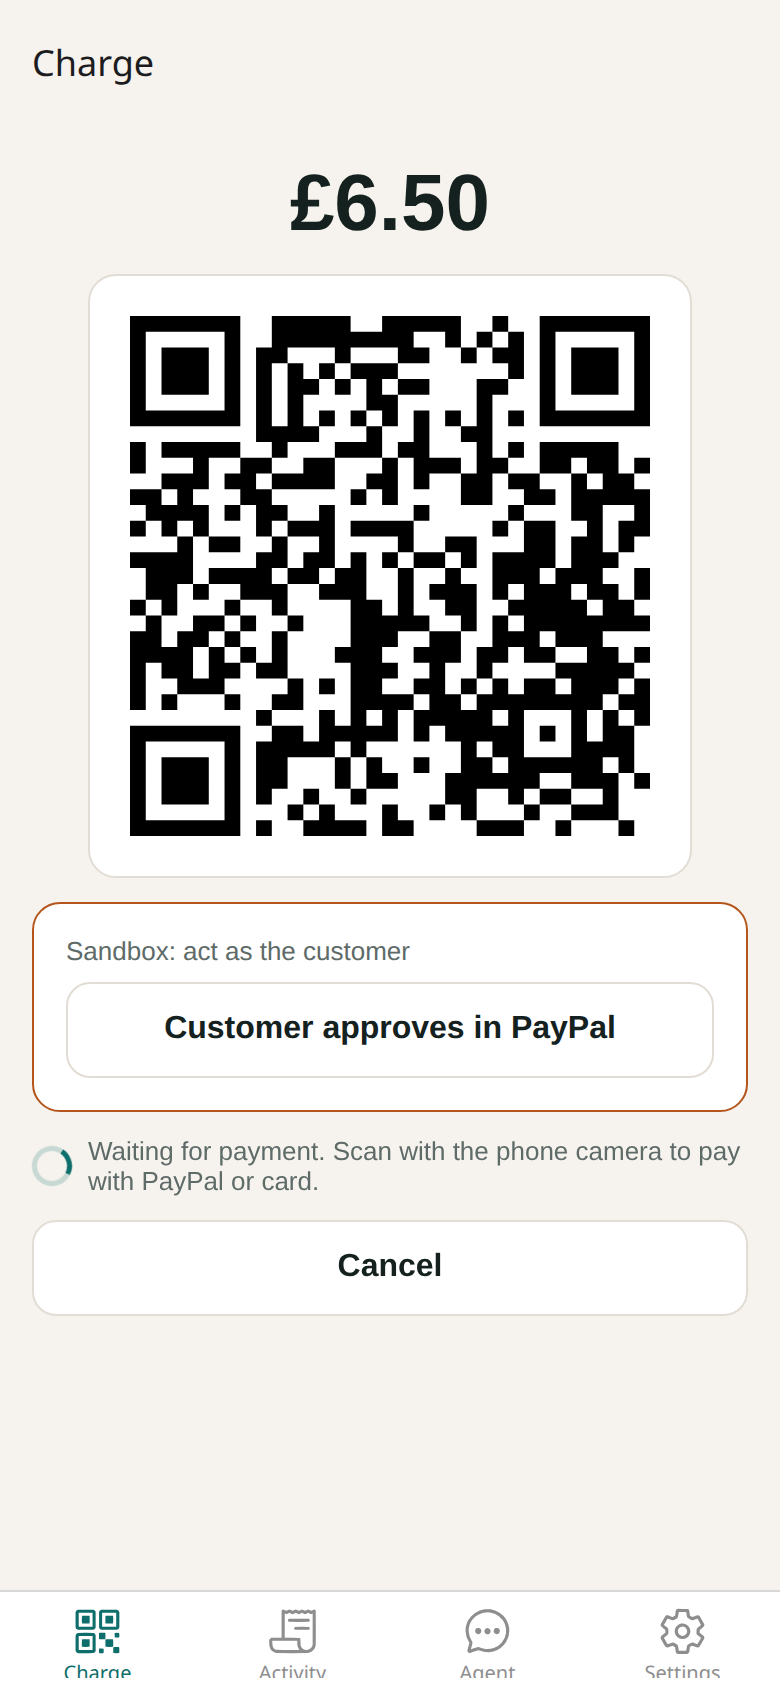 Charge
£6.50
Sandbox: act as the customer
Customer approves in PayPal
Waiting for payment. Scan with the phone camera to pay
with PayPal or card.
Cancel
Charge
Activity
Agent
Settings